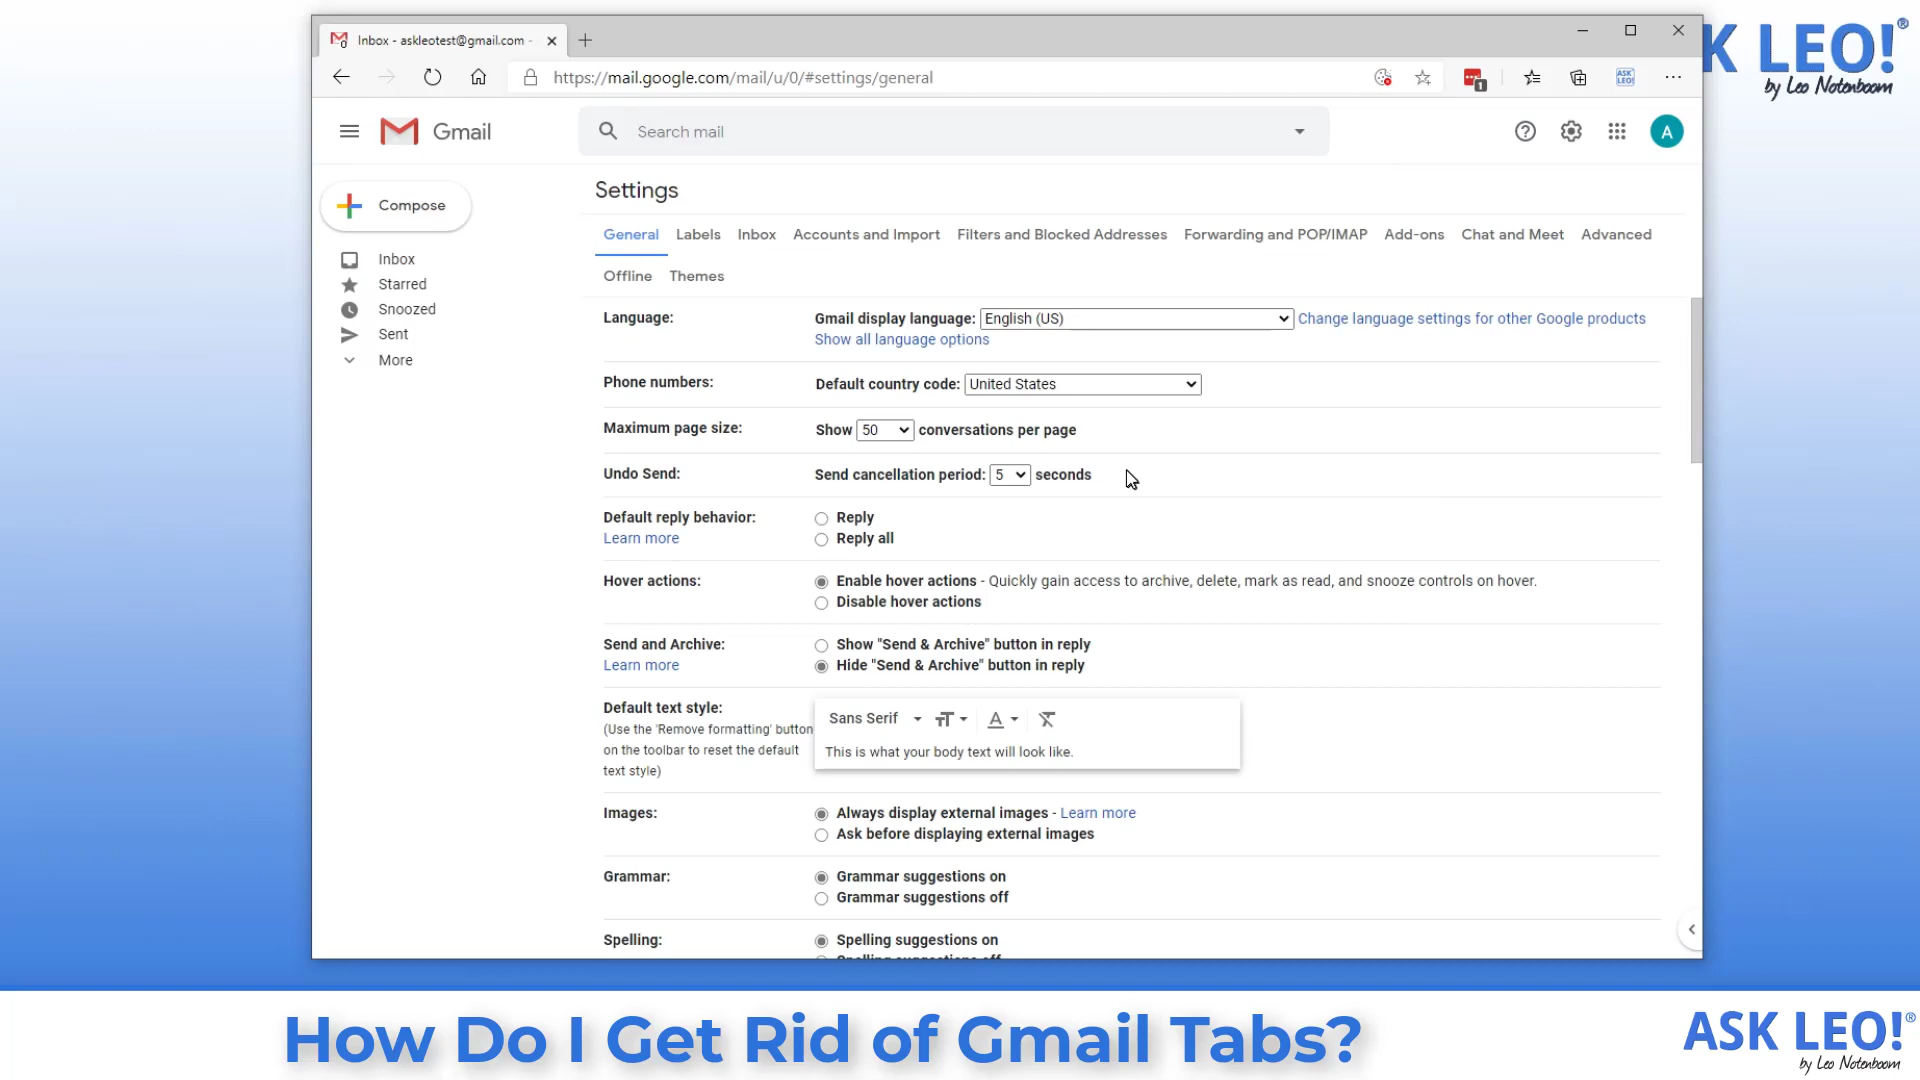 Inbox - askleotest@gmail.com -
https://mail.google.com/mail/u/0/#settings/general
1
ASK LEO!
K LEO!®
by Leo Notenboom
Gmail
Search mail
A
Compose
Inbox
Starred
Snoozed
Sent
More
Settings
General Labels Inbox Accounts and Import Filters and Blocked Addresses Forwarding and POP/IMAP Add-ons Chat and Meet Advanced
Offline Themes
Language: Gmail display language: English (US) Change language settings for other Google products
Show all language options
Phone numbers: Default country code: United States
Maximum page size: Show 50 conversations per page
Undo Send: Send cancellation period: 5 seconds
Default reply behavior: Reply
Learn more Reply all
Hover actions: Enable hover actions - Quickly gain access to archive, delete, mark as read, and snooze controls on hover.
Disable hover actions
Send and Archive: Show "Send & Archive" button in reply
Learn more Hide "Send & Archive" button in reply
Default text style: Sans Serif
(Use the 'Remove formatting' button
on the toolbar to reset the default
text style)
This is what your body text will look like.
Images: Always display external images - Learn more
Ask before displaying external images
Grammar: Grammar suggestions on
Grammar suggestions off
Spelling: Spelling suggestions on
Spelling suggestions off
How Do I Get Rid of Gmail Tabs?
ASK LEO!®
by Leo Notenboom